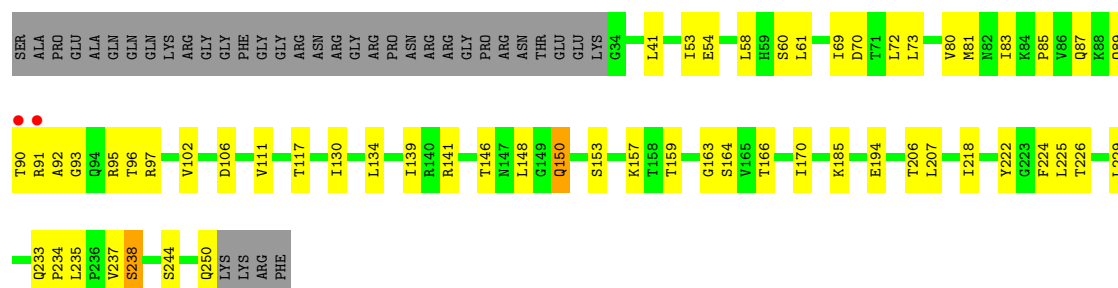 SER ALA PRO GLU ALA GLN GLN GLN LYS ARG GLY GLY PHE GLY GLY ARG ASN ARG GLY ARG PRO ASN ARG ARG GLY PRO ARG ASN THR GLU GLU LYS G34 L41 I53 E54 L58 H59 S60 L61 I69 D70 T71 L72 L73 V80 M81 N82 I83 K84 P85 V86 Q87 K88 Q89
T90 R91 A92 G93 Q94 R95 T96 R97 V102 D106 V111 T117 I130 L134 I139 R140 R141 T146 N147 L148 G149 Q150 S153 K157 T158 T159 G163 S164 V165 T166 I170 K185 E194 T206 L207 I218 Y222 G223 F224 L225 T226 L229
Q233 P234 L235 P236 V237 S238 S244 Q250 LYS LYS ARG PHE